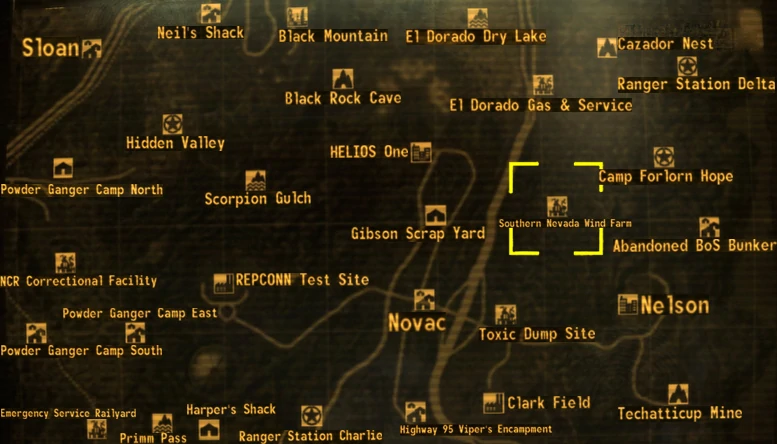 Neil's Shack
Black Mountain
El Dorado Dry Lake
Cazador Nest
Sloan
Ranger Station Delta
Black Rock Cave
El Dorado Gas & Service
Hidden Valley
HELIOS One
Camp Forlorn Hope
Powder Ganger Camp North
Scorpion Gulch
Southern Nevada Wind Farm
Gibson Scrap Yard
Abandoned BoS Bunker
NCR Correctional Facility
REPCONN Test Site
Nelson
Powder Ganger Camp East
Novac
Toxic Dump Site
Powder Ganger Camp South
Clark Field
Emergency Service Railyard
Harper's Shack
Techatticup Mine
Primm Pass
Ranger Station Charlie
Highway 95 Viper's Encampment